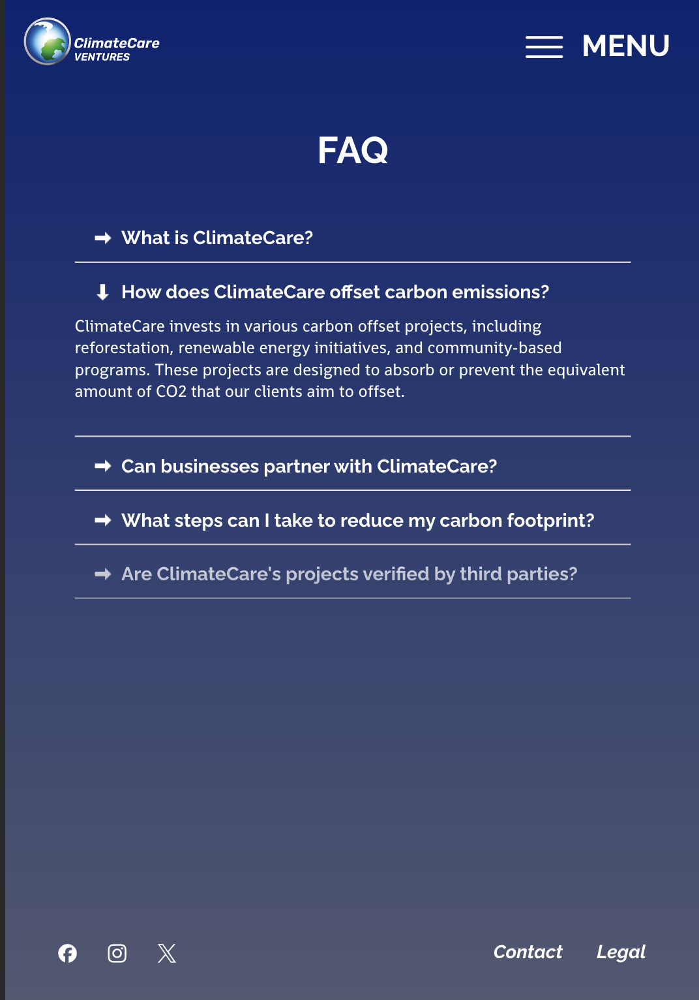 ClimateCare
VENTURES
MENU
FAQ
What is ClimateCare?
How does ClimateCare offset carbon emissions?
ClimateCare invests in various carbon offset projects, including
reforestation, renewable energy initiatives, and community-based
programs. These projects are designed to absorb or prevent the equivalent
amount of CO2 that our clients aim to offset.
Can businesses partner with ClimateCare?
What steps can I take to reduce my carbon footprint?
Are ClimateCare's projects verified by third parties?
Contact Legal